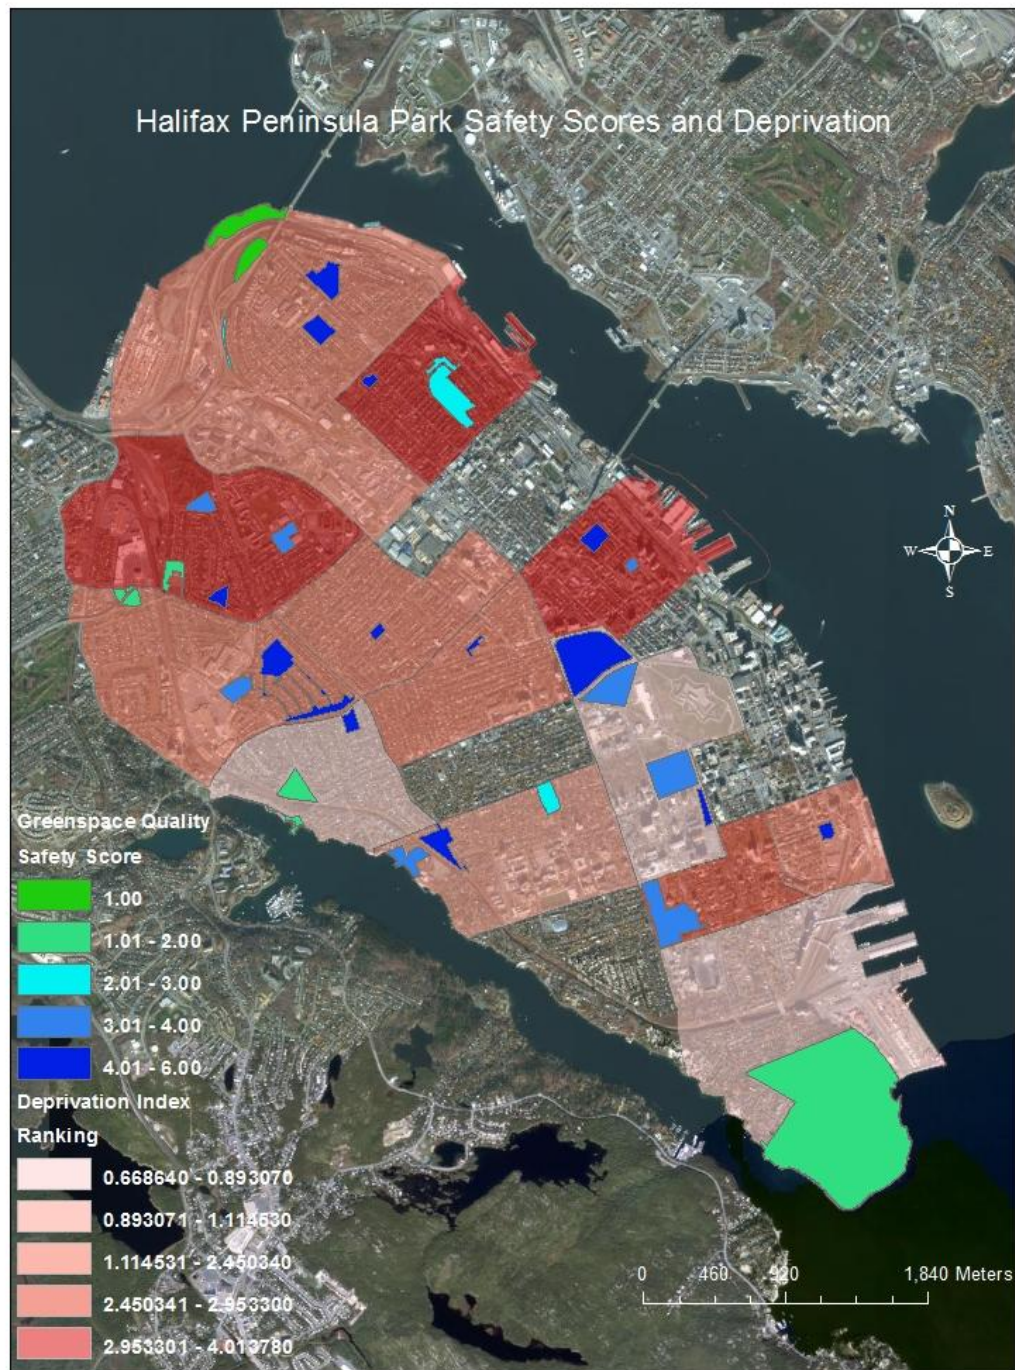 Halifax Peninsula Park Safety Scores and Deprivation
N
W E
S
Greenspace Quality
Safety Score
1.00
1.01 - 2.00
2.01 - 3.00
3.01 - 4.00
4.01 - 6.00
Deprivation Index
Ranking
0.668640 - 0.893070
0.893071 - 1.114530
1.114531 - 2.450340
2.450341 - 2.953300
2.953301 - 4.013780
0 460 920 1,840 Meters